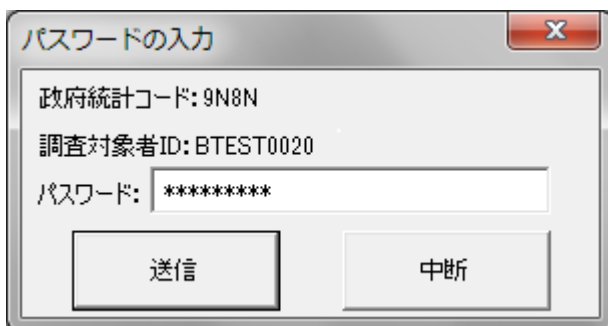 パスワードの入力
政府統計コード:9N8N
調査対象者ID:BTEST0020
パスワード: *********
送信 中断